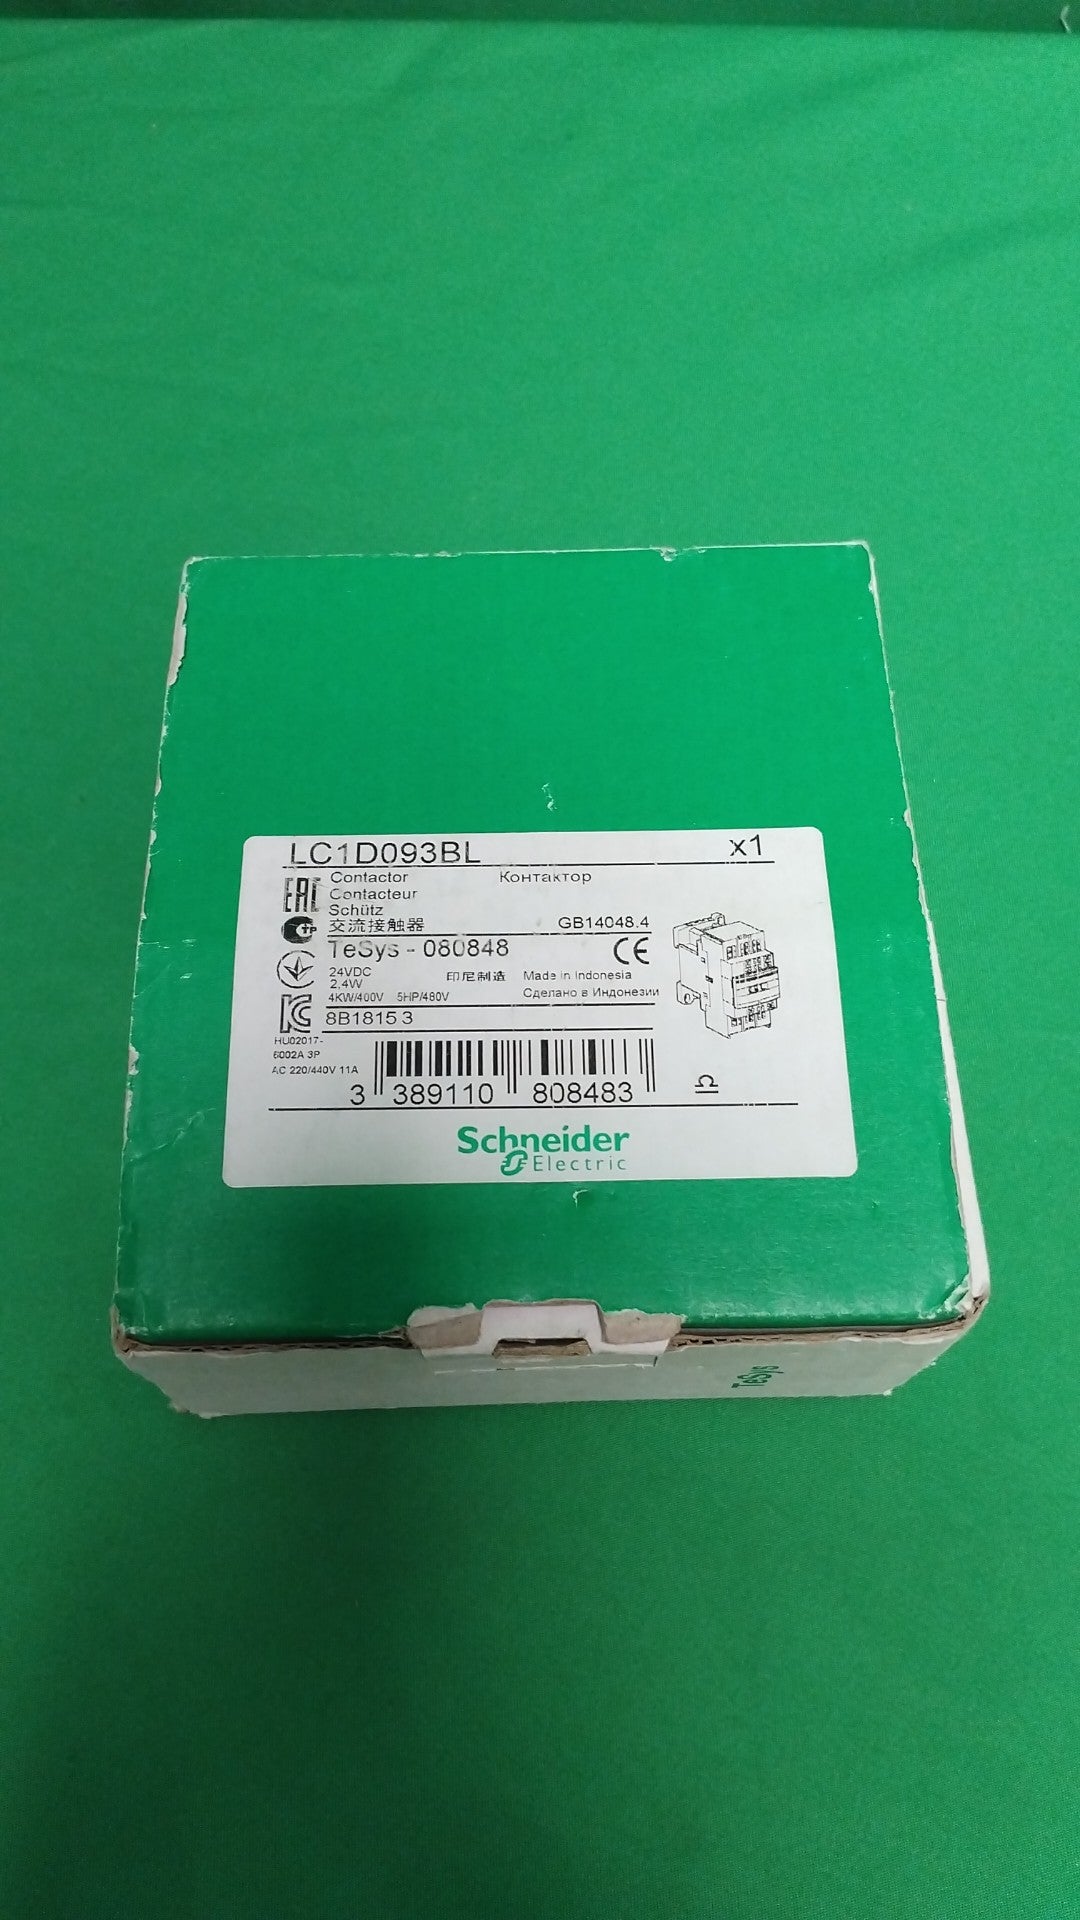 LC1D093BL x1
Contactor Контактор
Contacteur
Schütz
交流接触器 GB14048.4
TeSys - 080848 CE
24VDC 印尼制造 Made in Indonesia
2,4W Сделано в Индонезии
4KW/400V 5HP/480V
8B1815 3
HU02017-
6002A 3P
AC 220/440V 11A
3 389110 808483
Schneider
Electric
TeSys